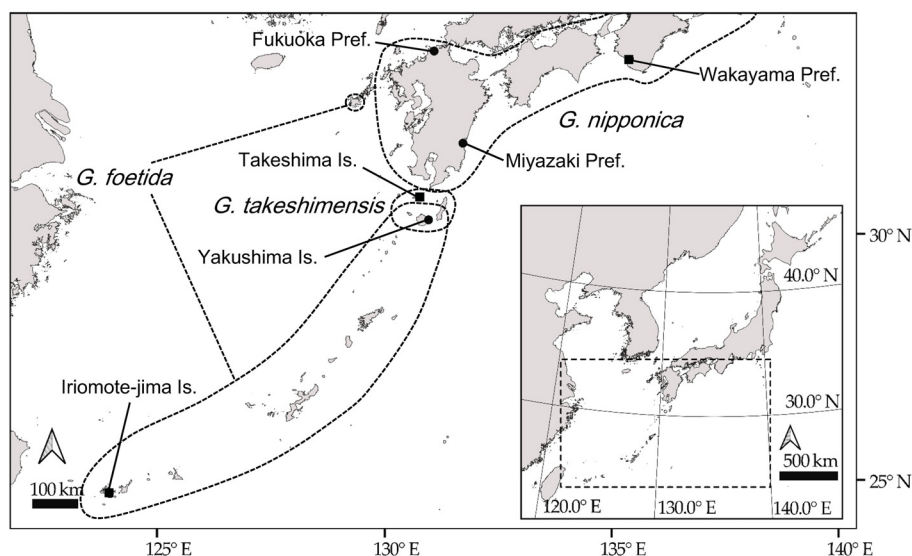 Fukuoka Pref.
Wakayama Pref.
G. nipponica
Takeshima Is.
Miyazaki Pref.
G. foetida
G. takeshimensis
Yakushima Is.
30° N
40.0° N
Iriomote-jima Is.
30.0° N
100 km
500 km
25° N
120.0° E
130.0° E
140.0° E
125° E
130° E
135° E
140° E